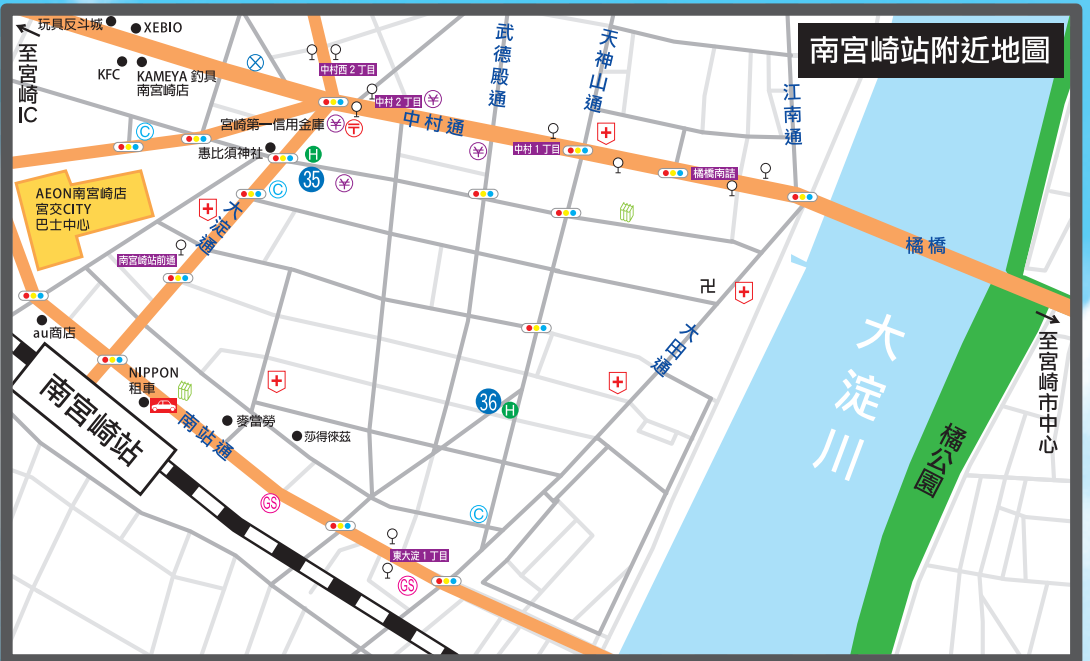 南宮崎站附近地圖
玩具反斗城
XEBIO
至宮崎IC
KFC
KAMEYA 釣具
南宮崎店
中村西2丁目
中村2丁目
武德殿通
天神山通
江南通
中村通
宮崎第一信用金庫
惠比須神社
H
35
C
C
中村1丁目
橘橋南詰
AEON南宮崎店
宮交CITY
巴士中心
大淀通
南宮崎站前通
橘橋
卍
大田通
大淀川
至宮崎市中心
橘公園
au商店
NIPPON
租車
南宮崎站
麥當勞
莎得徠茲
南站通
36
H
GS
C
東大淀1丁目
GS